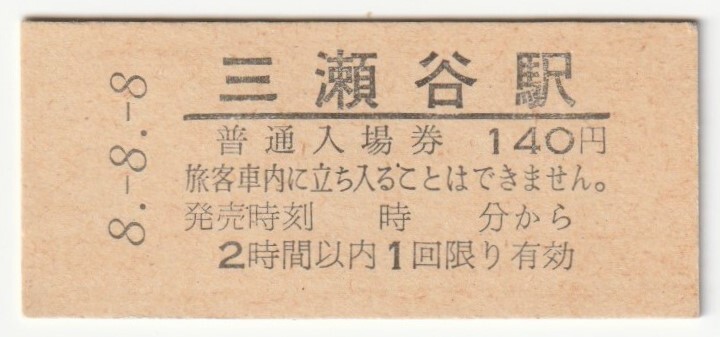 三瀬谷駅
普通入場券 140円
旅客車内に立ち入ることはできません。
発売時刻 時 分から
2時間以内1回限り有効
8.-8.-8